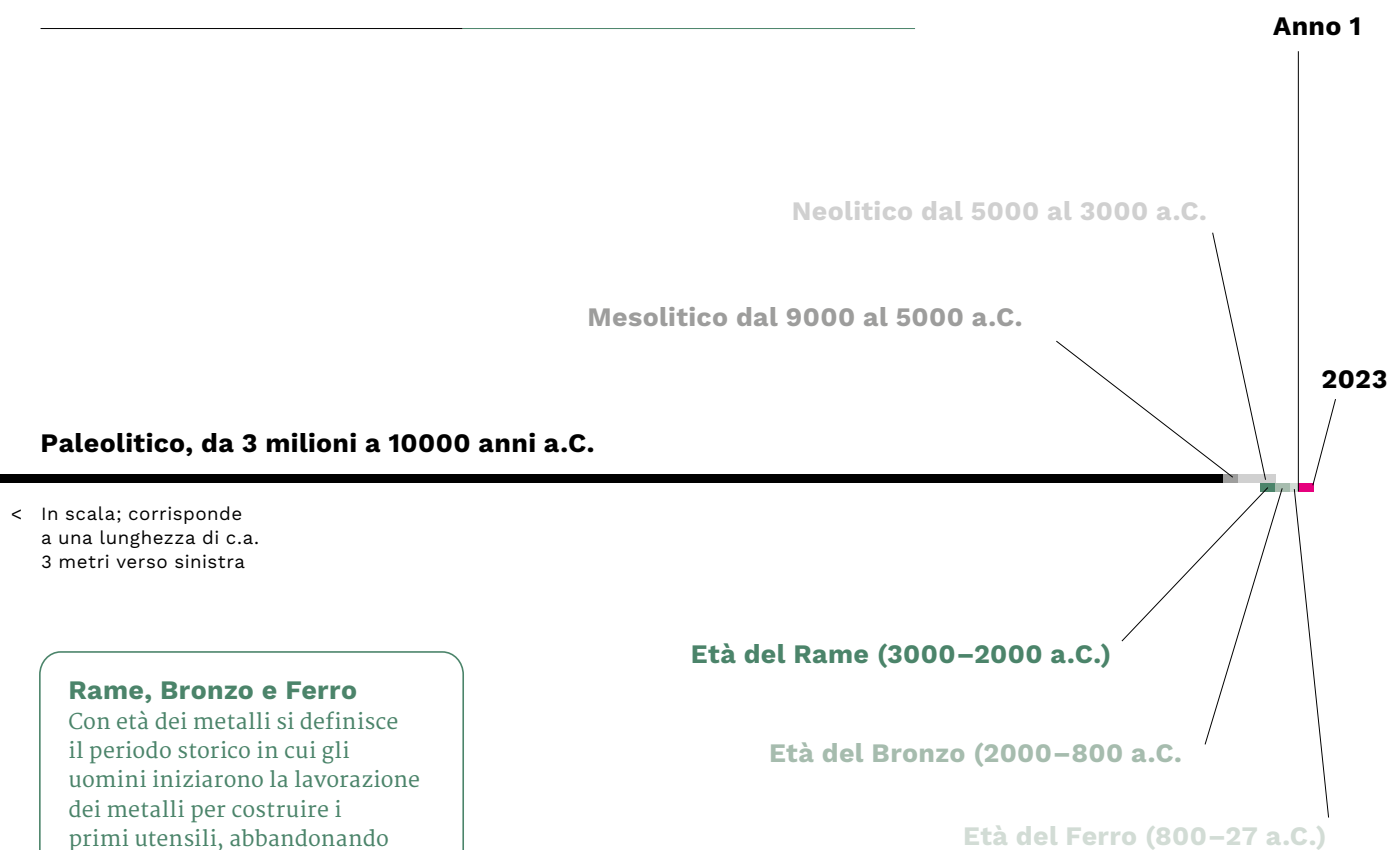 Anno 1
Neolitico dal 5000 al 3000 a.C.
Mesolitico dal 9000 al 5000 a.C.
2023
Paleolitico, da 3 milioni a 10000 anni a.C.
< In scala; corrisponde
a una lunghezza di c.a.
3 metri verso sinistra
Età del Rame (3000–2000 a.C.)
Rame, Bronzo e Ferro
Con età dei metalli si definisce
il periodo storico in cui gli
uomini iniziarono la lavorazione
dei metalli per costruire i
primi utensili, abbandonando
Età del Bronzo (2000–800 a.C.
Età del Ferro (800–27 a.C.)